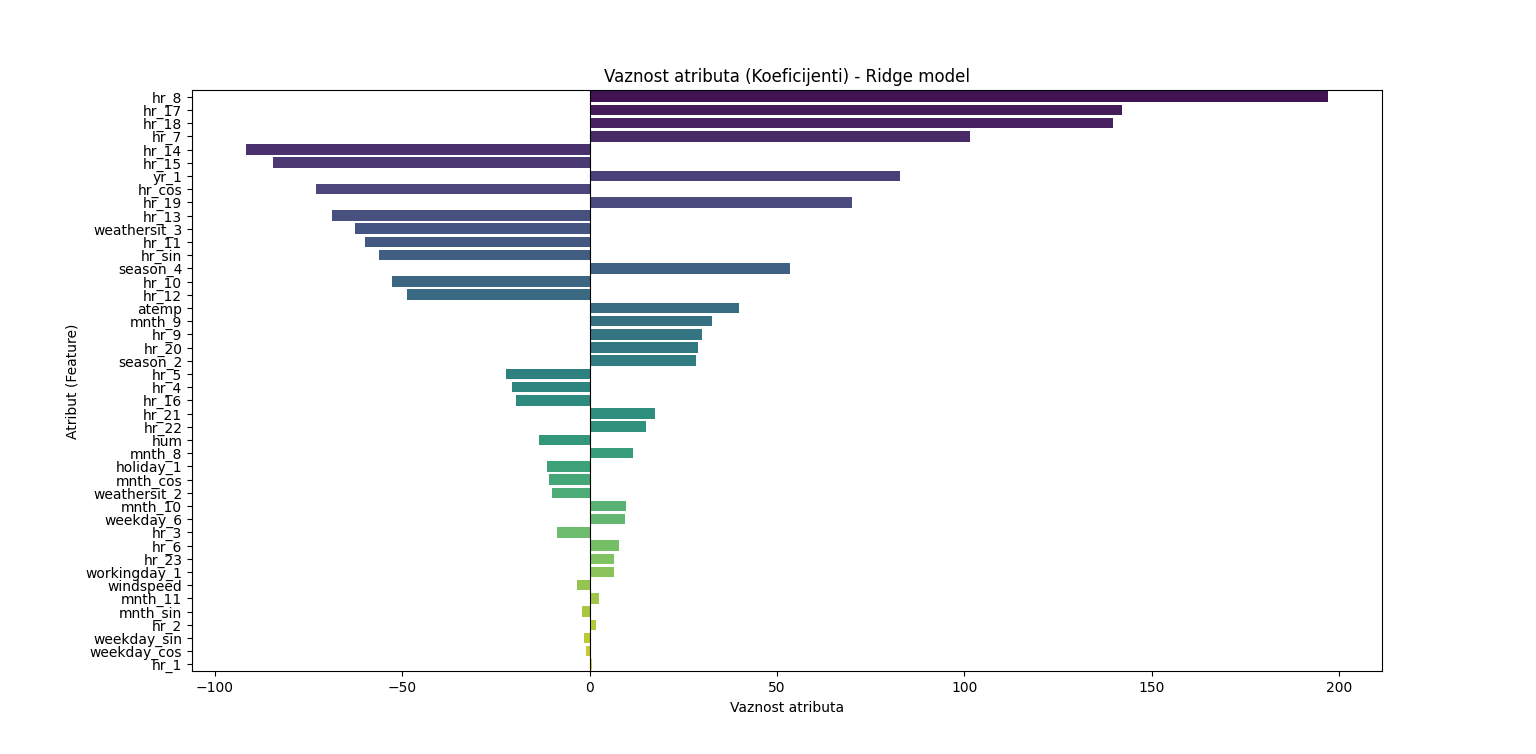 Vaznost atributa (Koeficijenti) - Ridge model
Atribut (Feature)
hr_8
hr_17
hr_18
hr_7
hr_14
hr_15
yr_1
hr_cos
hr_19
hr_13
weathersit_3
hr_11
hr_sin
season_4
hr_10
hr_12
atemp
mnth_9
hr_9
hr_20
season_2
hr_5
hr_4
hr_16
hr_21
hr_22
hum
mnth_8
holiday_1
mnth_cos
weathersit_2
mnth_10
weekday_6
hr_3
hr_6
hr_23
workingday_1
windspeed
mnth_11
mnth_sin
hr_2
weekday_sin
weekday_cos
hr_1
−100 −50 0 50 100 150 200
Vaznost atributa